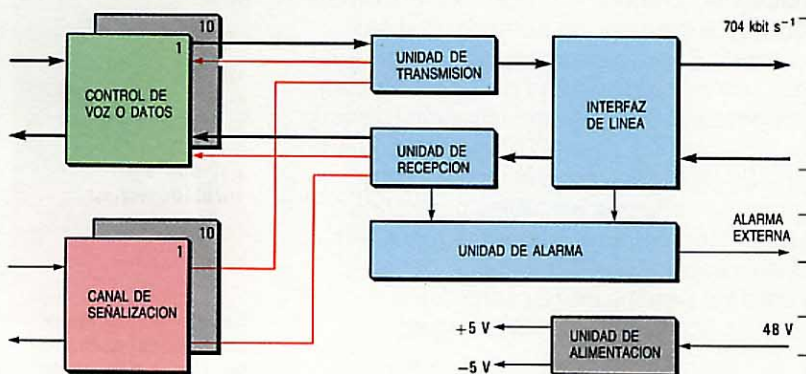 10
1
CONTROL DE
VOZ O DATOS
UNIDAD DE
TRANSMISION
INTERFAZ
DE LINEA
704 kbit s⁻¹
UNIDAD DE
RECEPCION
10
1
CANAL DE
SEÑALIZACION
UNIDAD DE ALARMA
ALARMA
EXTERNA
+5 V
-5 V
UNIDAD DE
ALIMENTACION
48 V